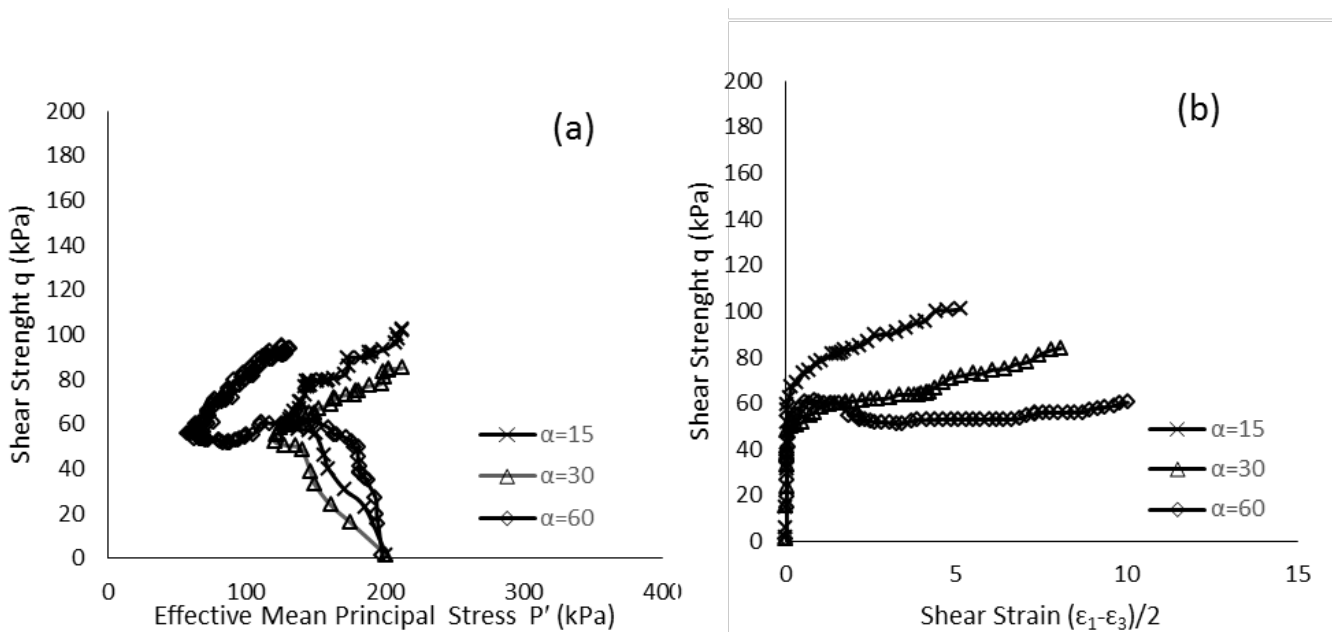 (a)
Shear Strenght q (kPa)
200
180
160
140
120
100
80
60
40
20
0
0 100 200 300 400
Effective Mean Principal Stress P' (kPa)
α=15
α=30
α=60
(b)
Shear Strenght q (kPa)
200
180
160
140
120
100
80
60
40
20
0
0 5 10 15
Shear Strain (ε₁-ε₃)/2
α=15
α=30
α=60